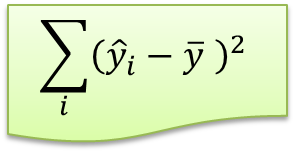 ∑ᵢ(ŷᵢ − ȳ )²